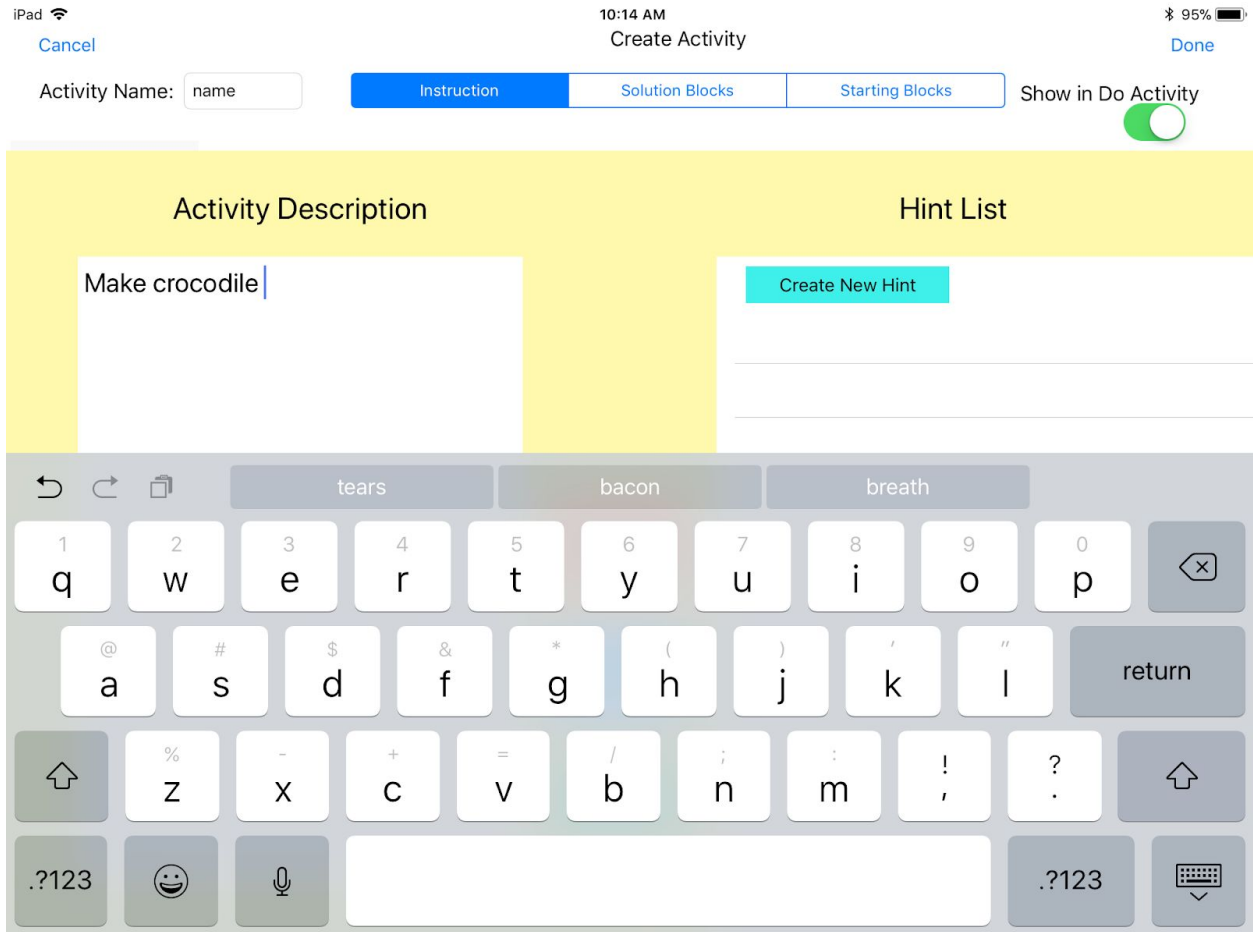 iPad 10:14 AM 95%
Cancel Create Activity Done
Activity Name: name Instruction Solution Blocks Starting Blocks Show in Do Activity
Activity Description Hint List
Make crocodile
Create New Hint
tears bacon breath
1 2 3 4 5 6 7 8 9 0
q w e r t y u i o p
@ # $ & * ( ) ' "
a s d f g h j k l return
% - + = / ; : ! ?
z x c v b n m , .
.?123 .?123